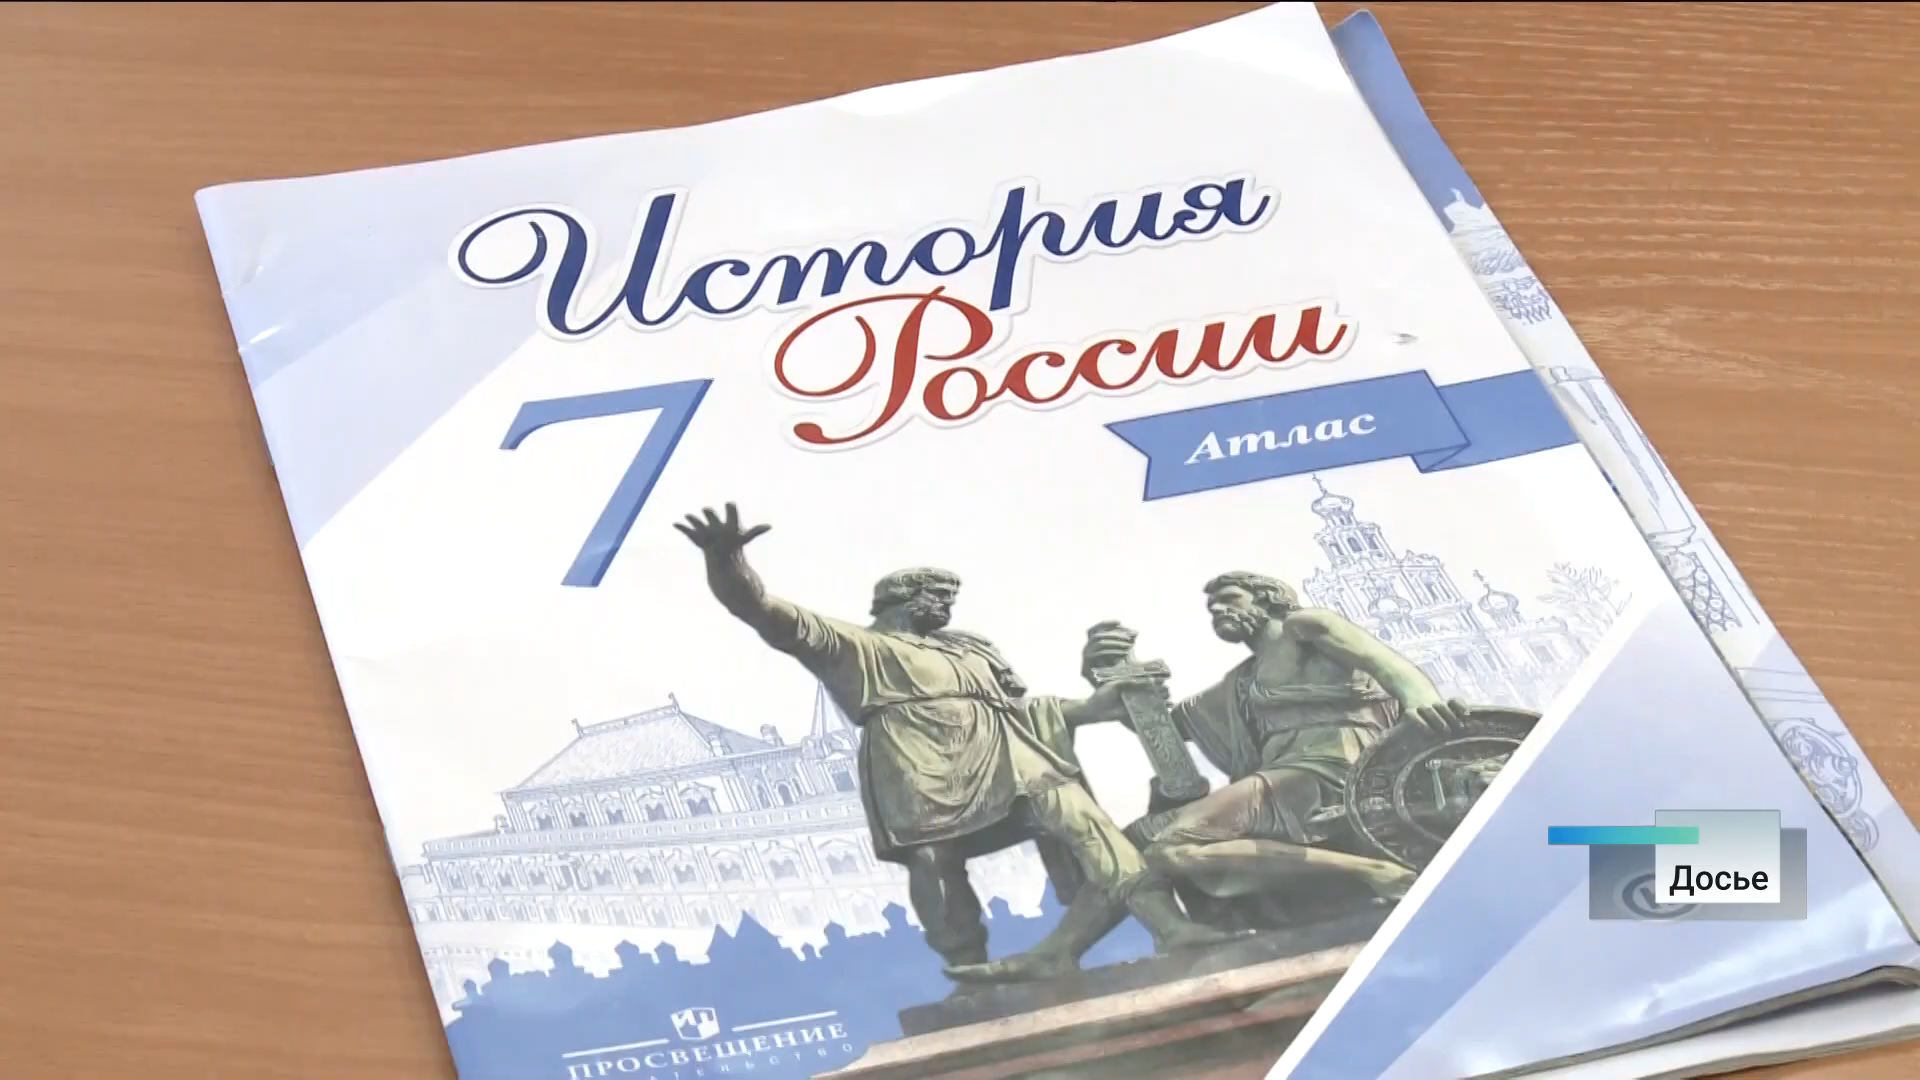 История
России
7
Атлас
Досье
ПРОСВЕЩЕНИЕ